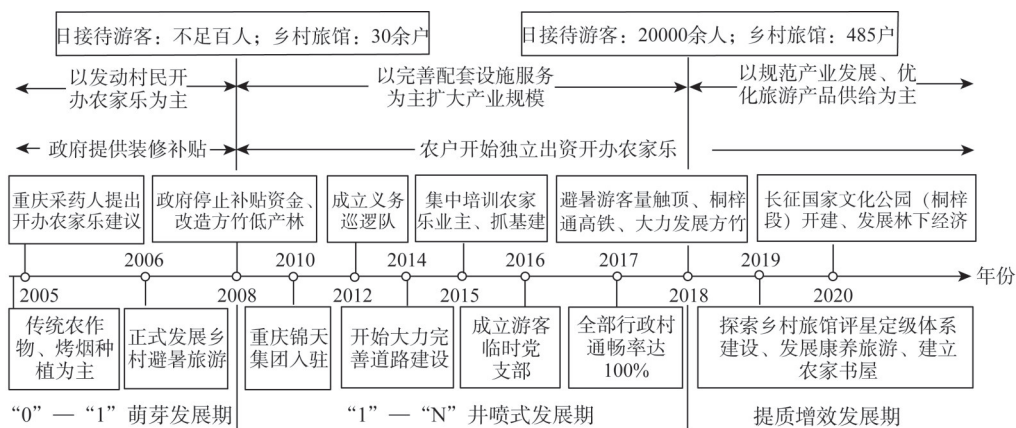 日接待游客：不足百人；乡村旅馆：30余户
日接待游客：20000余人；乡村旅馆：485户
以发动村民开
办农家乐为主
以完善配套设施服务
为主扩大产业规模
以规范产业发展、优
化旅游产品供给为主
政府提供装修补贴
农户开始独立出资开办农家乐
重庆采药人提出
开办农家乐建议
政府停止补贴资金、
改造方竹低产林
成立义务
巡逻队
集中培训农家
乐业主、抓基建
避暑游客量触顶、桐梓
通高铁、大力发展方竹
长征国家文化公园（桐梓
段）开建、发展林下经济
2006
2010
2014
2016
2017
2019
年份
2005
2008
2012
2015
2018
2020
传统农作
物、烤烟种
植为主
正式发展乡
村避暑旅游
重庆锦天
集团入驻
开始大力完
善道路建设
成立游客
临时党
支部
全部行政村
通畅率达
100%
探索乡村旅馆评星定级体系
建设、发展康养旅游、建立
农家书屋
“0”—“1”萌芽发展期
“1”—“N”井喷式发展期
提质增效发展期